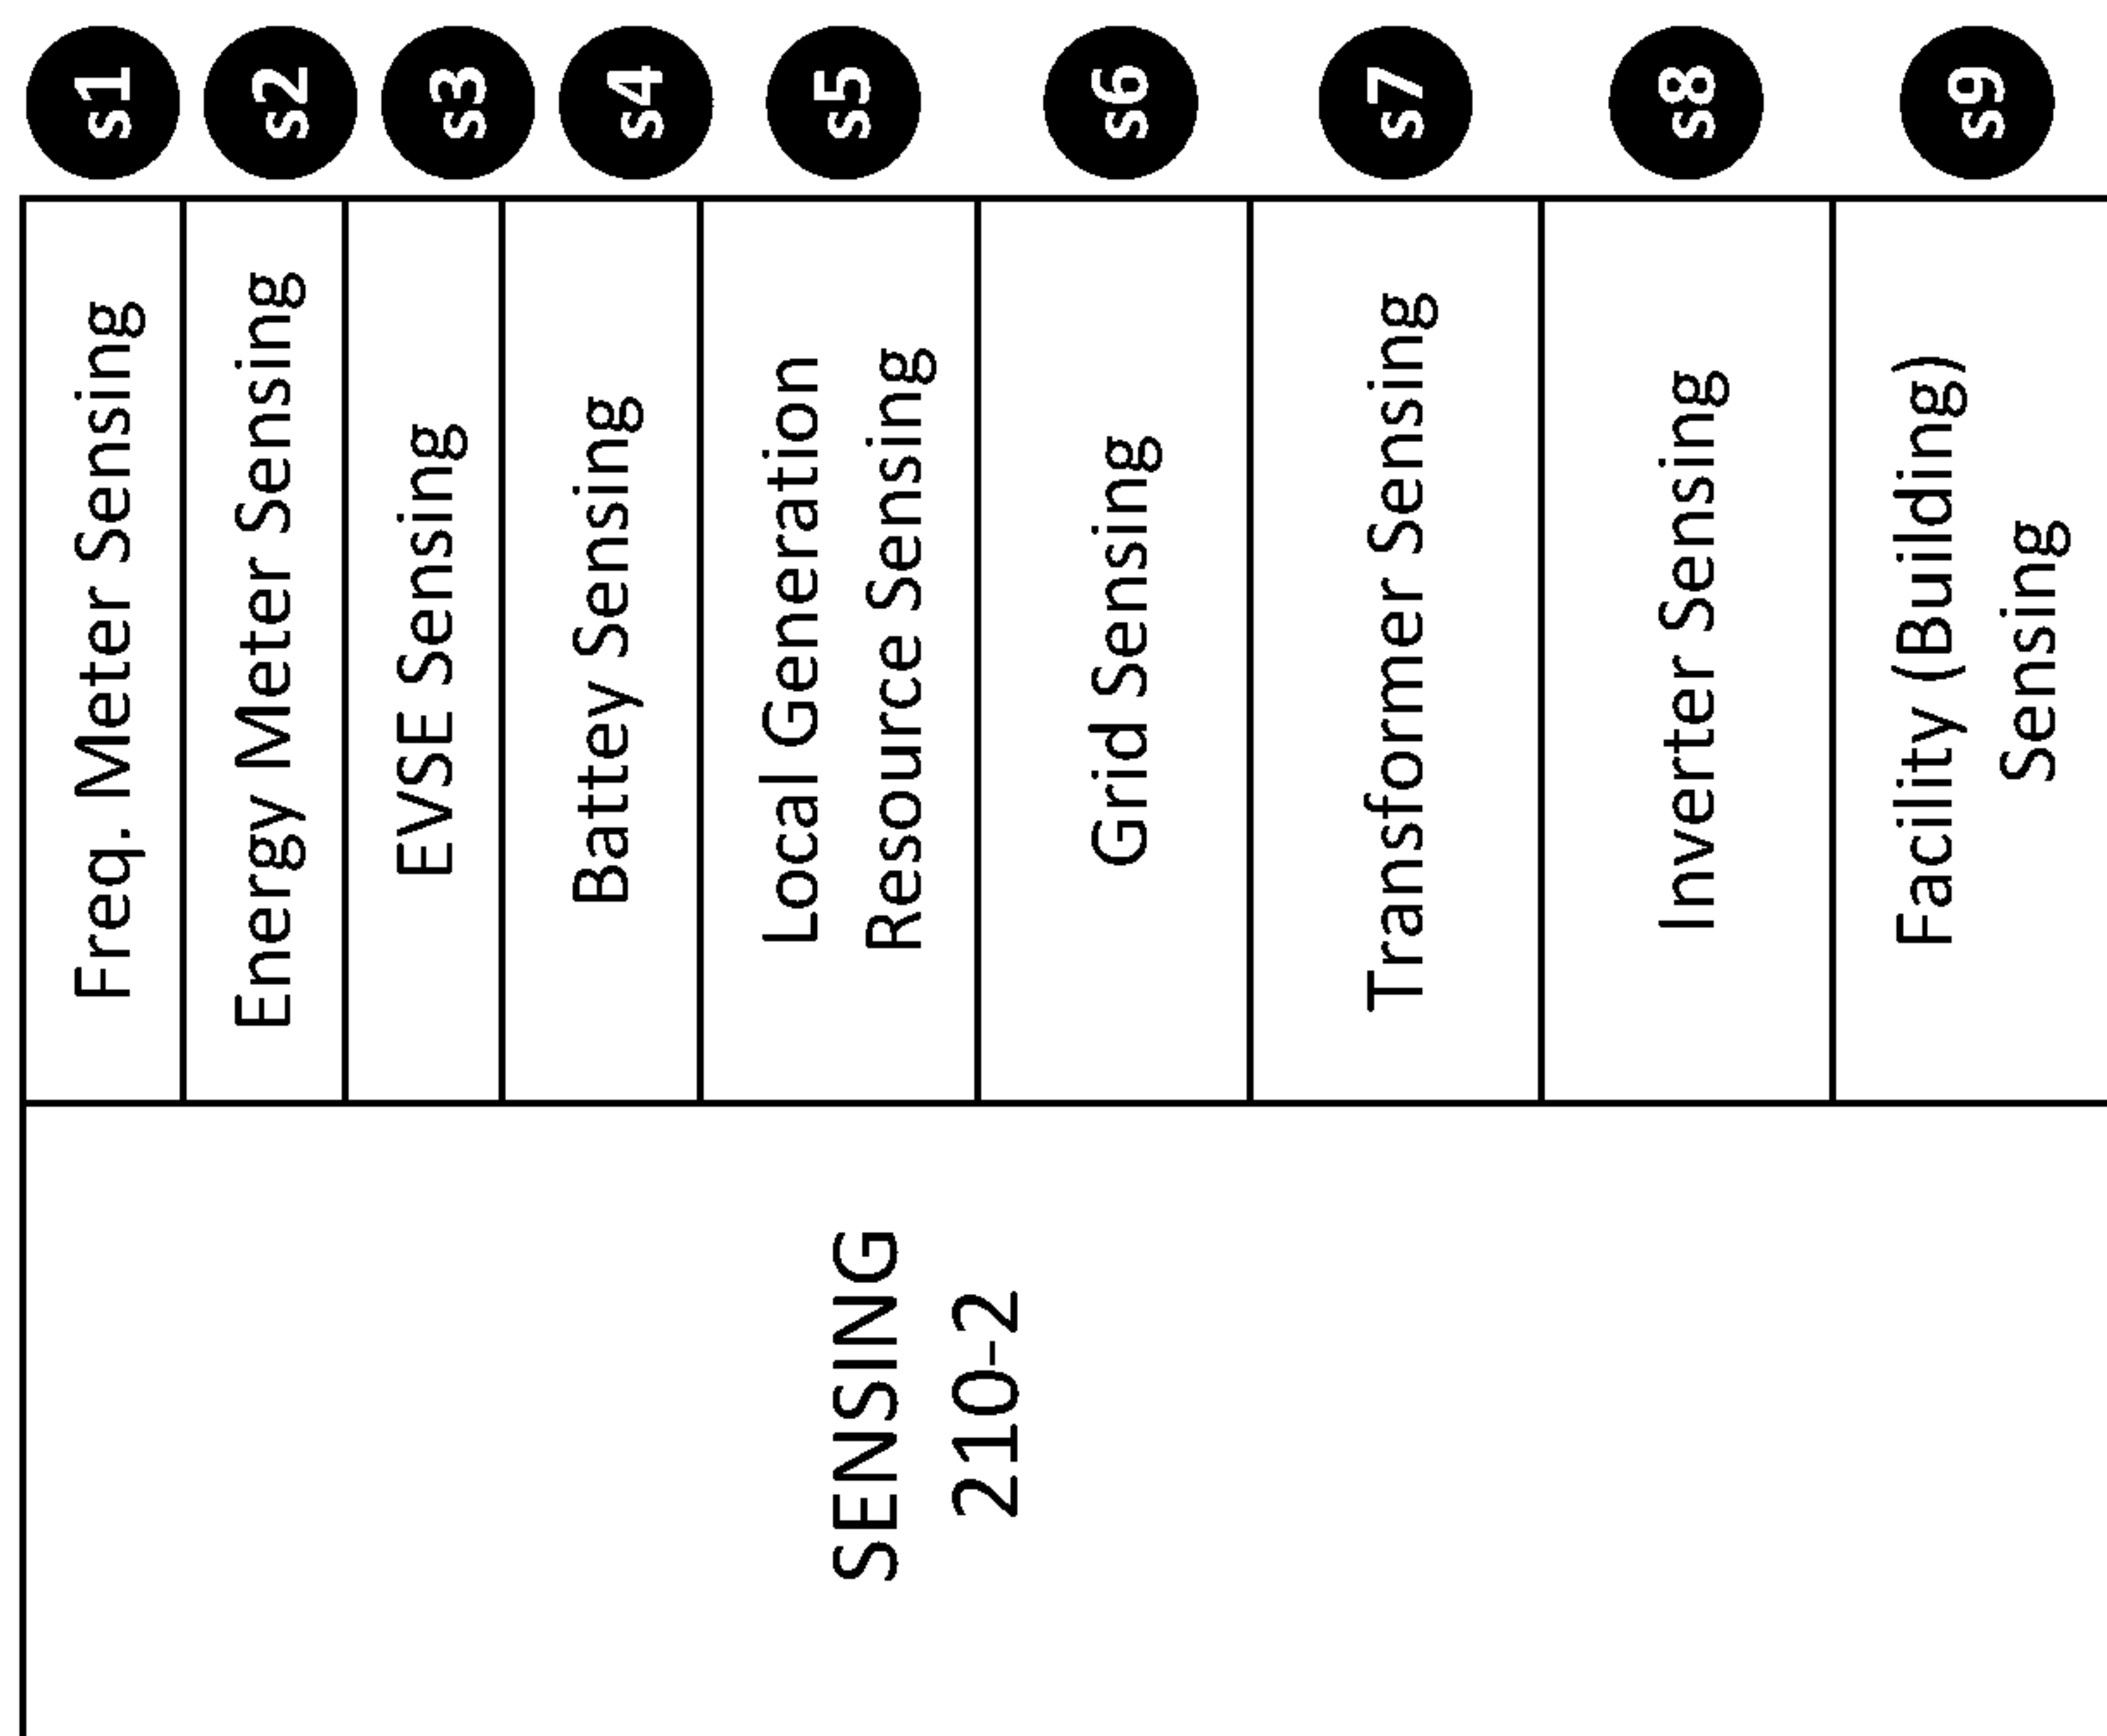 SENSING
210-2
Freq. Meter Sensing
s1
Energy Meter Sensing
s2
EVSE Sensing
s3
Battey Sensing
s4
Local Generation
Resource Sensing
s5
Grid Sensing
s6
Transformer Sensing
s7
Inverter Sensing
s8
Facility (Building)
Sensing
s9